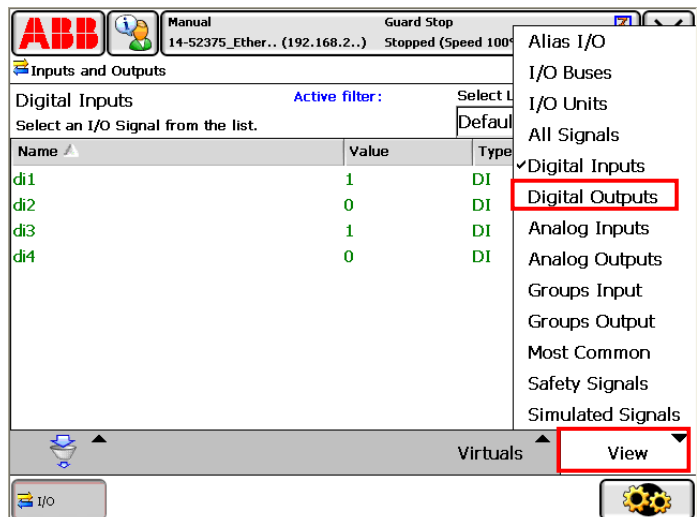 ABB
Manual
Guard Stop
14-52375_Ether.. (192.168.2..)
Stopped (Speed 100
Inputs and Outputs
Digital Inputs
Active filter:
Select L
Select an I/O Signal from the list.
Defaul
Name
Value
Type
di1
1
DI
di2
0
DI
di3
1
DI
di4
0
DI
Alias I/O
I/O Buses
I/O Units
All Signals
Digital Inputs
Digital Outputs
Analog Inputs
Analog Outputs
Groups Input
Groups Output
Most Common
Safety Signals
Simulated Signals
Virtuals
View
I/O